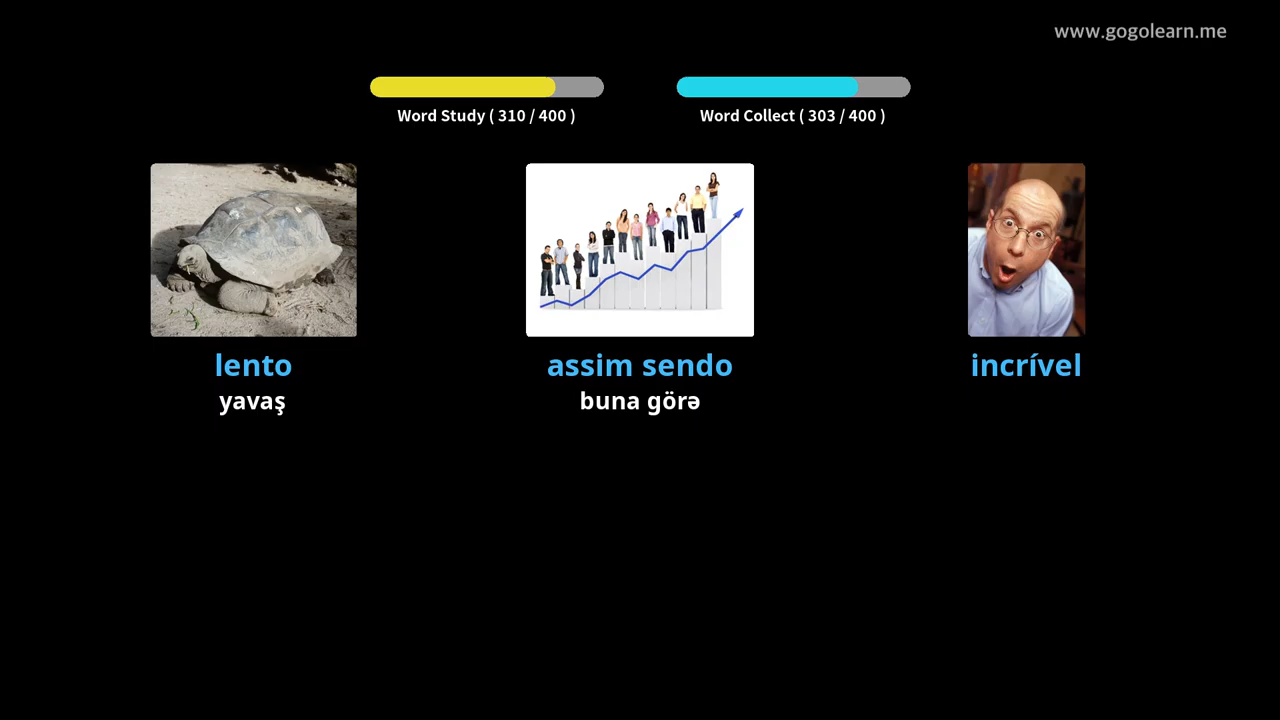 www.gogolearn.me
Word Study ( 310 / 400 )
Word Collect ( 303 / 400 )
lento
assim sendo
incrível
yavaş
buna görə